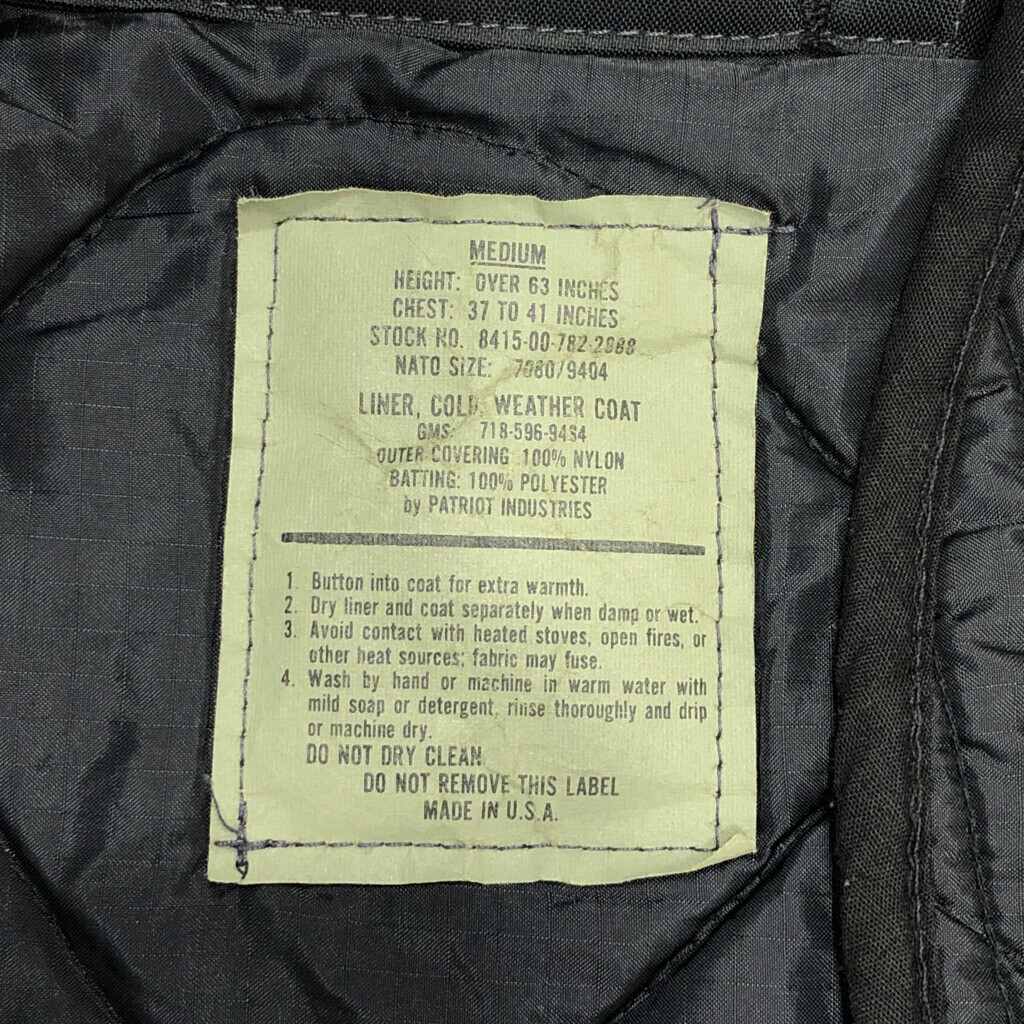 MEDIUM
HEIGHT: OVER 63 INCHES
CHEST: 37 TO 41 INCHES
STOCK NO. 8415-00-782-2888
NATO SIZE: 7080/9404
LINER, COLD WEATHER COAT
GMS: 718-596-9484
OUTER COVERING 100% NYLON
BATTING: 100% POLYESTER
by PATRIOT INDUSTRIES
1. Button into coat for extra warmth.
2. Dry liner and coat separately when damp or wet.
3. Avoid contact with heated stoves, open fires, or
other heat sources; fabric may fuse.
4. Wash by hand or machine in warm water with
mild soap or detergent, rinse thoroughly and drip
or machine dry.
DO NOT DRY CLEAN
DO NOT REMOVE THIS LABEL
MADE IN U.S.A.